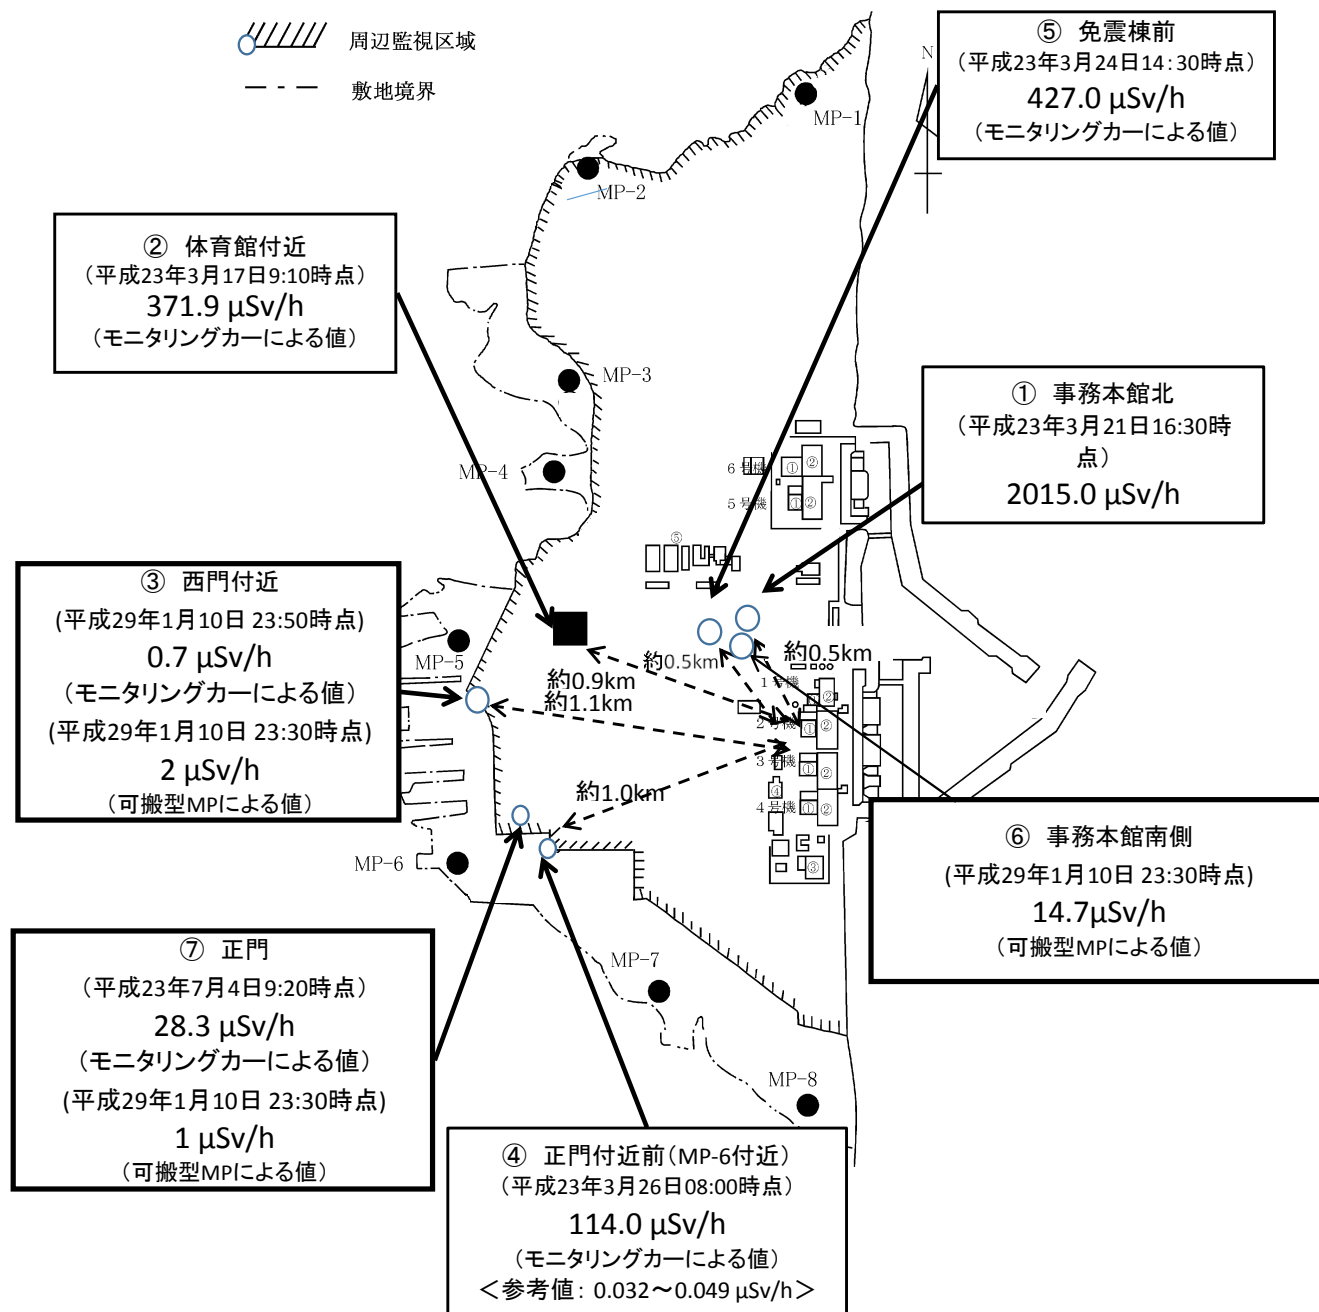 周辺監視区域
敷地境界
⑤ 免震棟前
（平成23年3月24日14：30時点）
427.0 µSv/h
（モニタリングカーによる値）
N
MP-1
MP-2
② 体育館付近
（平成23年3月17日9:10時点）
371.9 µSv/h
（モニタリングカーによる値）
MP-3
MP-4
① 事務本館北
（平成23年3月21日16:30時
点）
2015.0 µSv/h
6号機
①
②
5号機
①
②
⑤
③ 西門付近
(平成29年1月10日 23:50時点)
0.7 µSv/h
（モニタリングカーによる値）
(平成29年1月10日 23:30時点)
2 µSv/h
（可搬型MPによる値）
MP-5
約0.9km
約1.1km
約0.5km
約0.5km
1号機
②
2号機
①
②
3号機
①
②
④
4号機
①
②
③
約1.0km
MP-6
⑥ 事務本館南側
(平成29年1月10日 23:30時点)
14.7µSv/h
（可搬型MPによる値）
⑦ 正門
（平成23年7月4日9:20時点）
28.3 µSv/h
（モニタリングカーによる値）
(平成29年1月10日 23:30時点)
1 µSv/h
（可搬型MPによる値）
MP-7
MP-8
④ 正門付近前（MP-6付近）
（平成23年3月26日08:00時点）
114.0 µSv/h
（モニタリングカーによる値）
＜参考値：0.032～0.049 µSv/h＞